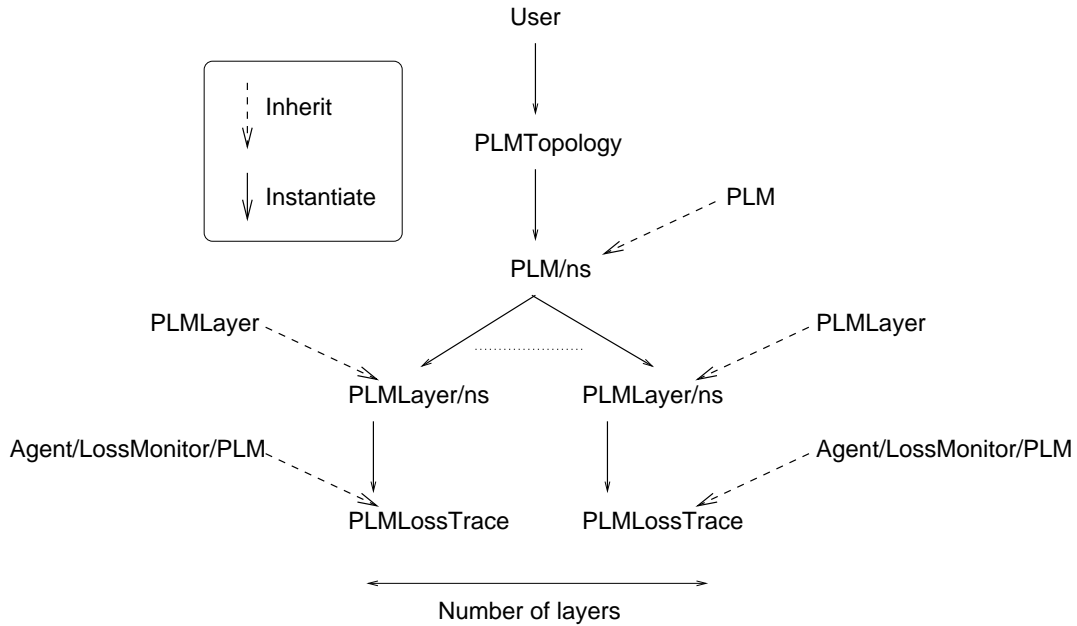 User
Inherit
PLMTopology
Instantiate
PLM
PLM/ns
PLMLayer
PLMLayer
PLMLayer/ns
PLMLayer/ns
Agent/LossMonitor/PLM
Agent/LossMonitor/PLM
PLMLossTrace
PLMLossTrace
Number of layers